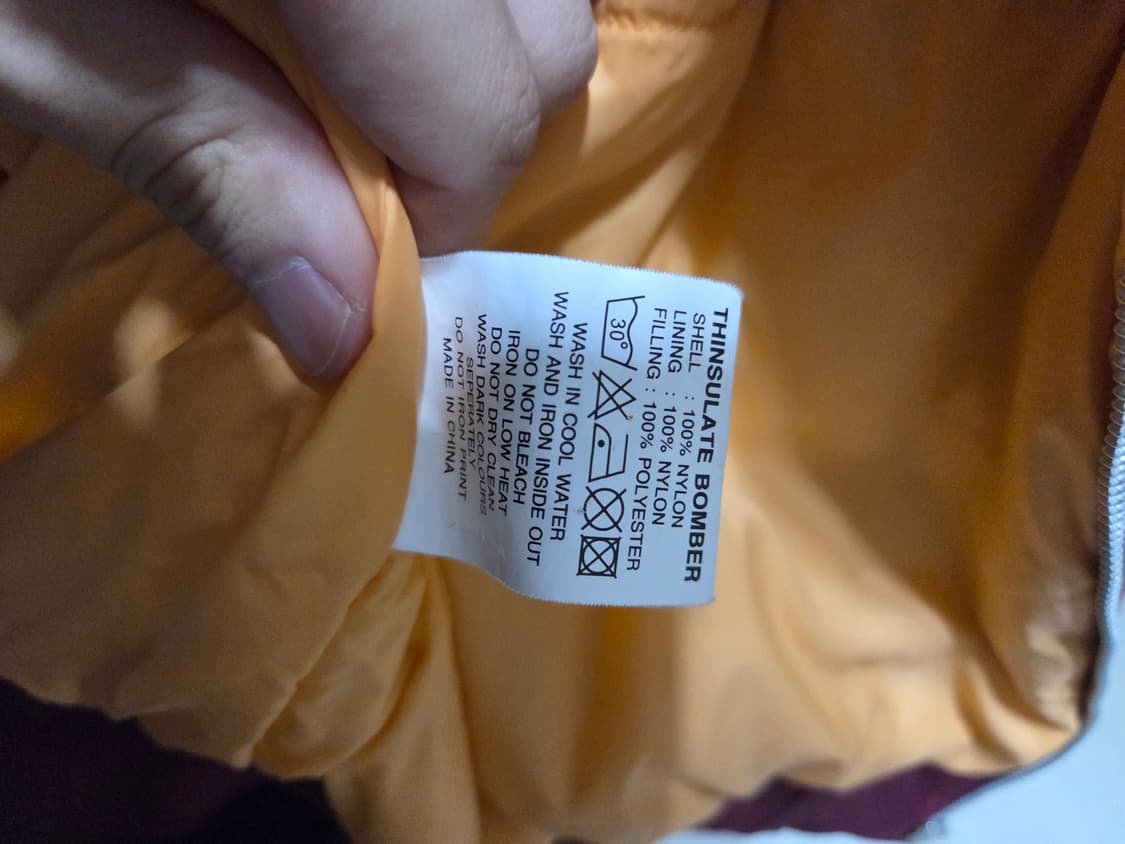 THINSULATE BOMBER
SHELL : 100% NYLON
LINING : 100% NYLON
FILLING : 100% POLYESTER
30°
WASH IN COOL WATER
WASH AND IRON INSIDE OUT
DO NOT BLEACH
IRON ON LOW HEAT
DO NOT DRY CLEAN
WASH DARK COLOURS
SEPERATELY
DO NOT IRON PRINT
MADE IN CHINA